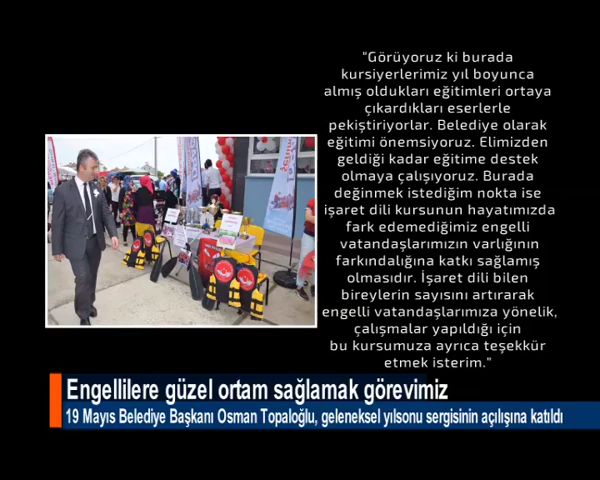 "Görüyoruz ki burada
kursiyerlerimiz yıl boyunca
almış oldukları eğitimleri ortaya
çıkardıkları eserlerle
pekiştiriyorlar. Belediye olarak
eğitimi önemsiyoruz. Elimizden
geldiği kadar eğitime destek
olmaya çalışıyoruz. Burada
değinmek istediğim nokta ise
işaret dili kursunun hayatımızda
fark edemediğimiz engelli
vatandaşlarımızın varlığının
farkındalığına katkı sağlamış
olmasıdır. İşaret dili bilen
bireylerin sayısını artırarak
engelli vatandaşlarımıza yönelik,
çalışmalar yapıldığı için
bu kursumuza ayrıca teşekkür
etmek isterim."
Engellilere güzel ortam sağlamak görevimiz
19 Mayıs Belediye Başkanı Osman Topaloğlu, geleneksel yılsonu sergisinin açılışına katıldı